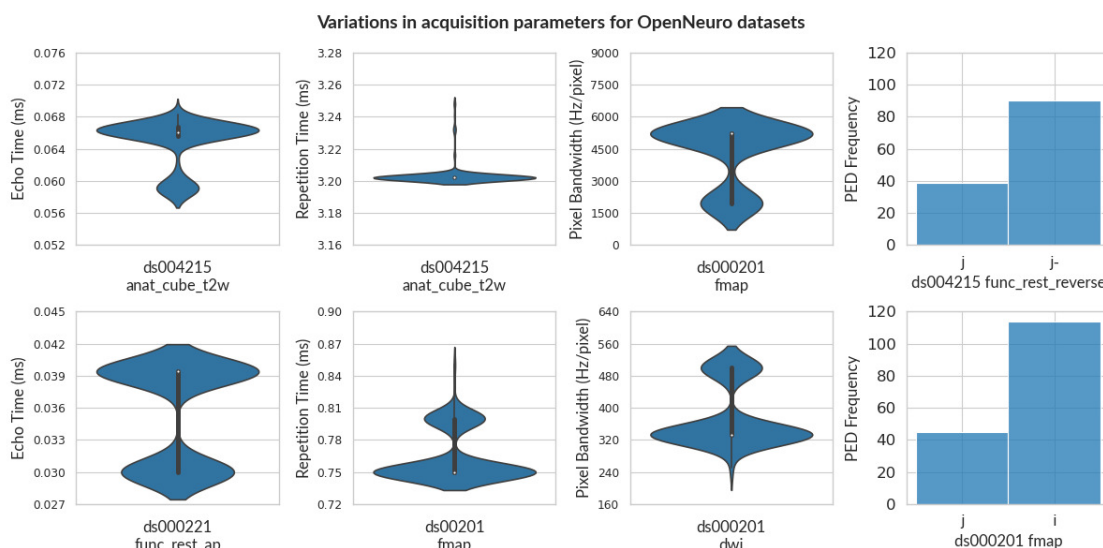 Variations in acquisition parameters for OpenNeuro datasets
Echo Time (ms)
0.076
0.072
0.068
0.064
0.060
0.056
0.052
ds004215
anat_cube_t2w
Repetition Time (ms)
3.28
3.26
3.24
3.22
3.20
3.18
3.16
ds004215
anat_cube_t2w
Pixel Bandwidth (Hz/pixel)
9000
7500
6000
4500
3000
1500
0
ds000201
fmap
PED Frequency
120
100
80
60
40
20
0
j
j-
ds004215 func_rest_reverse
Echo Time (ms)
0.045
0.042
0.039
0.036
0.033
0.030
0.027
ds000221
func_rest_ap
Repetition Time (ms)
0.90
0.87
0.84
0.81
0.78
0.75
0.72
ds00201
fmap
Pixel Bandwidth (Hz/pixel)
640
560
480
400
320
240
160
ds000201
dwi
PED Frequency
120
100
80
60
40
20
0
j
i
ds000201 fmap